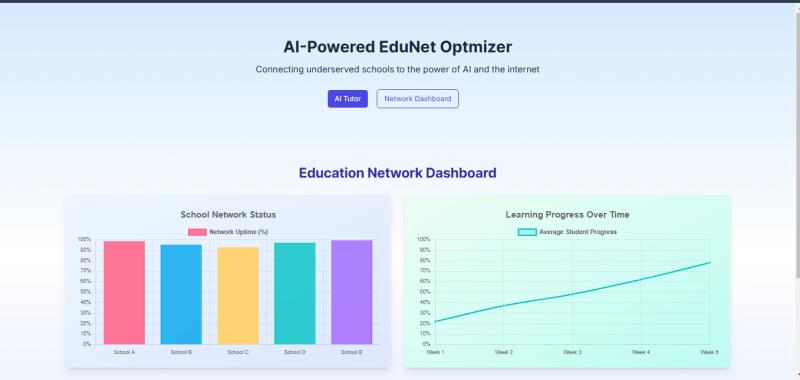 AI-Powered EduNet Optmizer
Connecting underserved schools to the power of AI and the internet
AI Tutor
Network Dashboard
Education Network Dashboard
School Network Status
Network Uptime (%)
100%
90%
80%
70%
60%
50%
40%
30%
20%
10%
0%
School A
School B
School C
School D
School E
Learning Progress Over Time
Average Student Progress
100%
90%
80%
70%
60%
50%
40%
30%
20%
10%
0%
Week 1
Week 2
Week 3
Week 4
Week 5